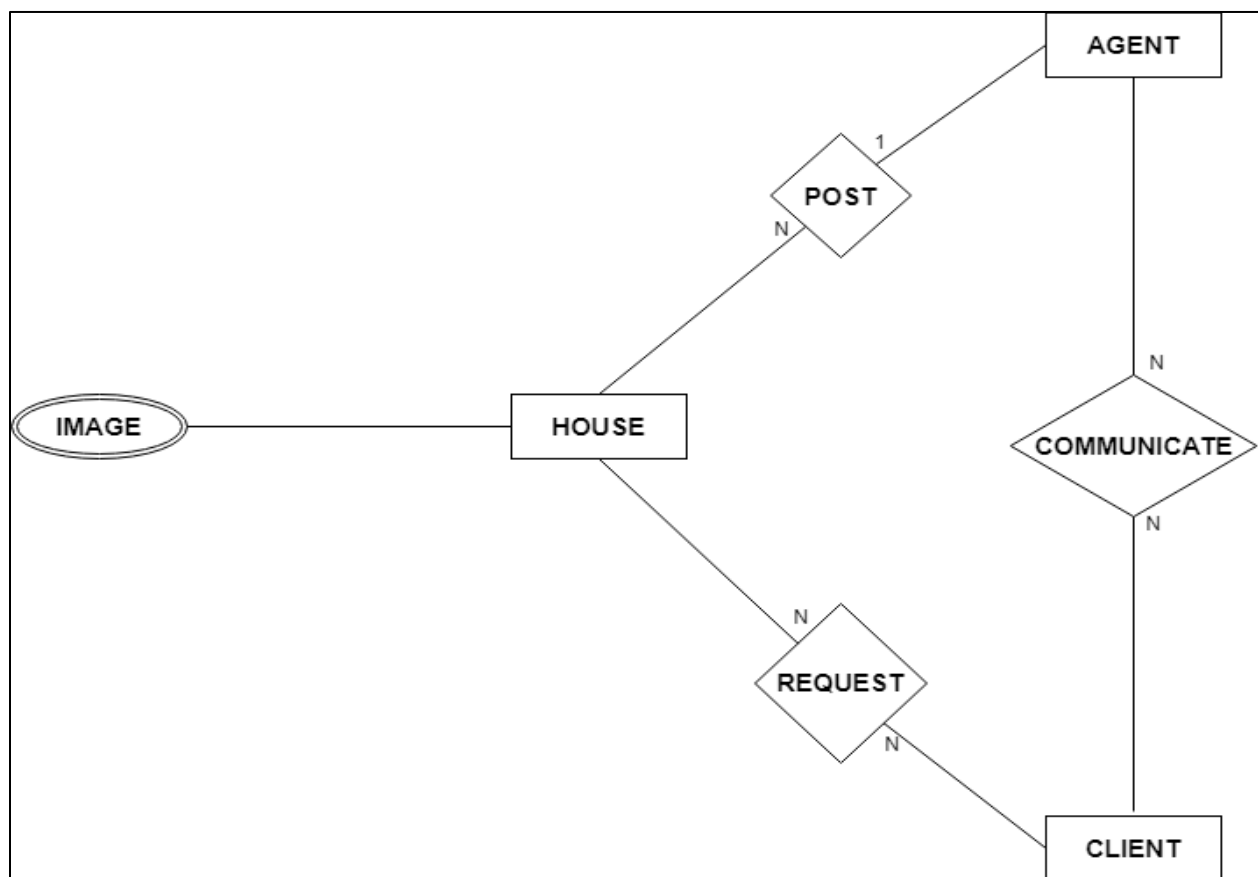 AGENT
1
POST
N
IMAGE
HOUSE
N
COMMUNICATE
N
N
REQUEST
N
CLIENT